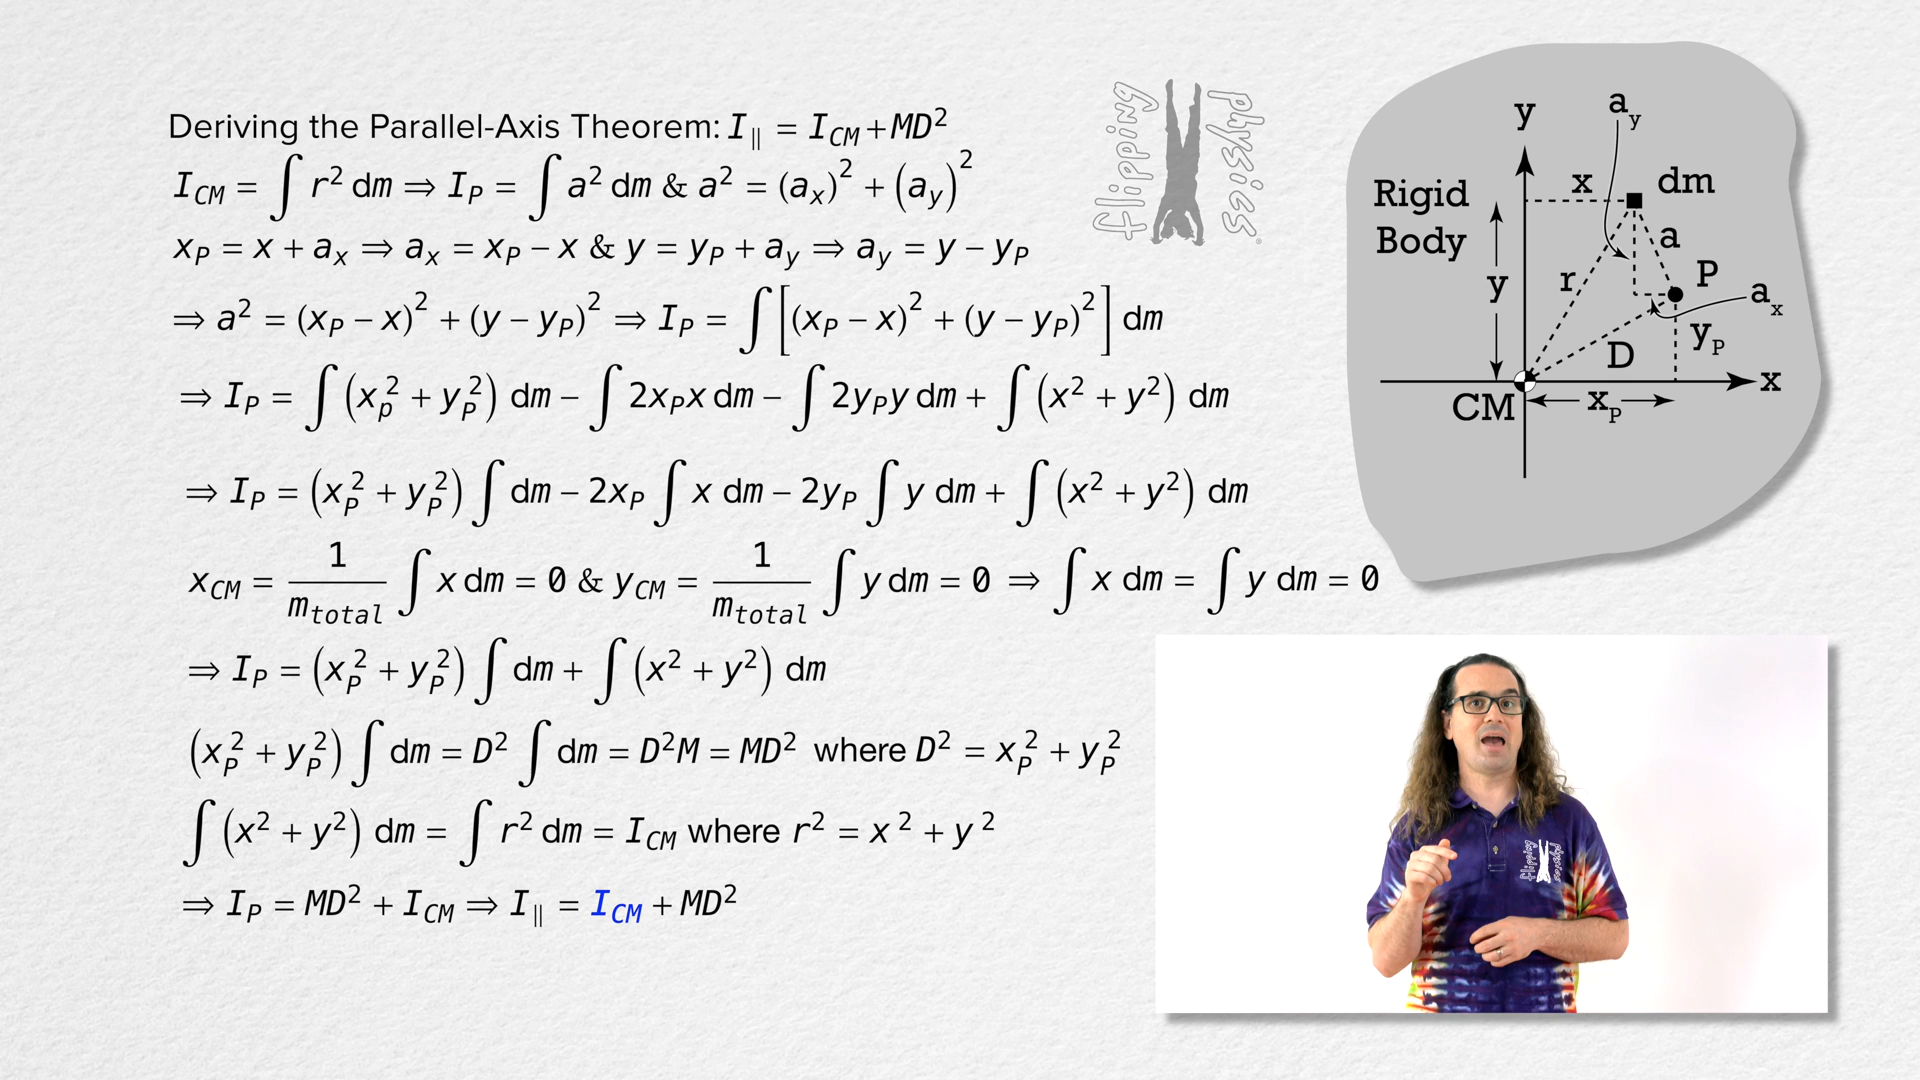 Deriving the Parallel-Axis Theorem: I_∥ = I_CM + MD²
I_CM = ∫ r² dm ⇒ I_P = ∫ a² dm & a² = (a_x)² + (a_y)²
x_P = x + a_x ⇒ a_x = x_P − x & y = y_P + a_y ⇒ a_y = y − y_P
⇒ a² = (x_P − x)² + (y − y_P)² ⇒ I_P = ∫ [(x_P − x)² + (y − y_P)²] dm
⇒ I_P = ∫ (x_p² + y_P²) dm − ∫ 2x_P x dm − ∫ 2y_P y dm + ∫ (x² + y²) dm
⇒ I_P = (x_P² + y_P²) ∫ dm − 2x_P ∫ x dm − 2y_P ∫ y dm + ∫ (x² + y²) dm
x_CM = 1/m_total ∫ x dm = 0 & y_CM = 1/m_total ∫ y dm = 0 ⇒ ∫ x dm = ∫ y dm = 0
⇒ I_P = (x_P² + y_P²) ∫ dm + ∫ (x² + y²) dm
(x_P² + y_P²) ∫ dm = D² ∫ dm = D²M = MD² where D² = x_P² + y_P²
∫ (x² + y²) dm = ∫ r² dm = I_CM where r² = x² + y²
⇒ I_P = MD² + I_CM ⇒ I_∥ = I_CM + MD²
flipping
physics
®
y
a_y
Rigid
Body
x
dm
a
r
P
y
a_x
y_P
D
x
CM
x_P
flipping
physics